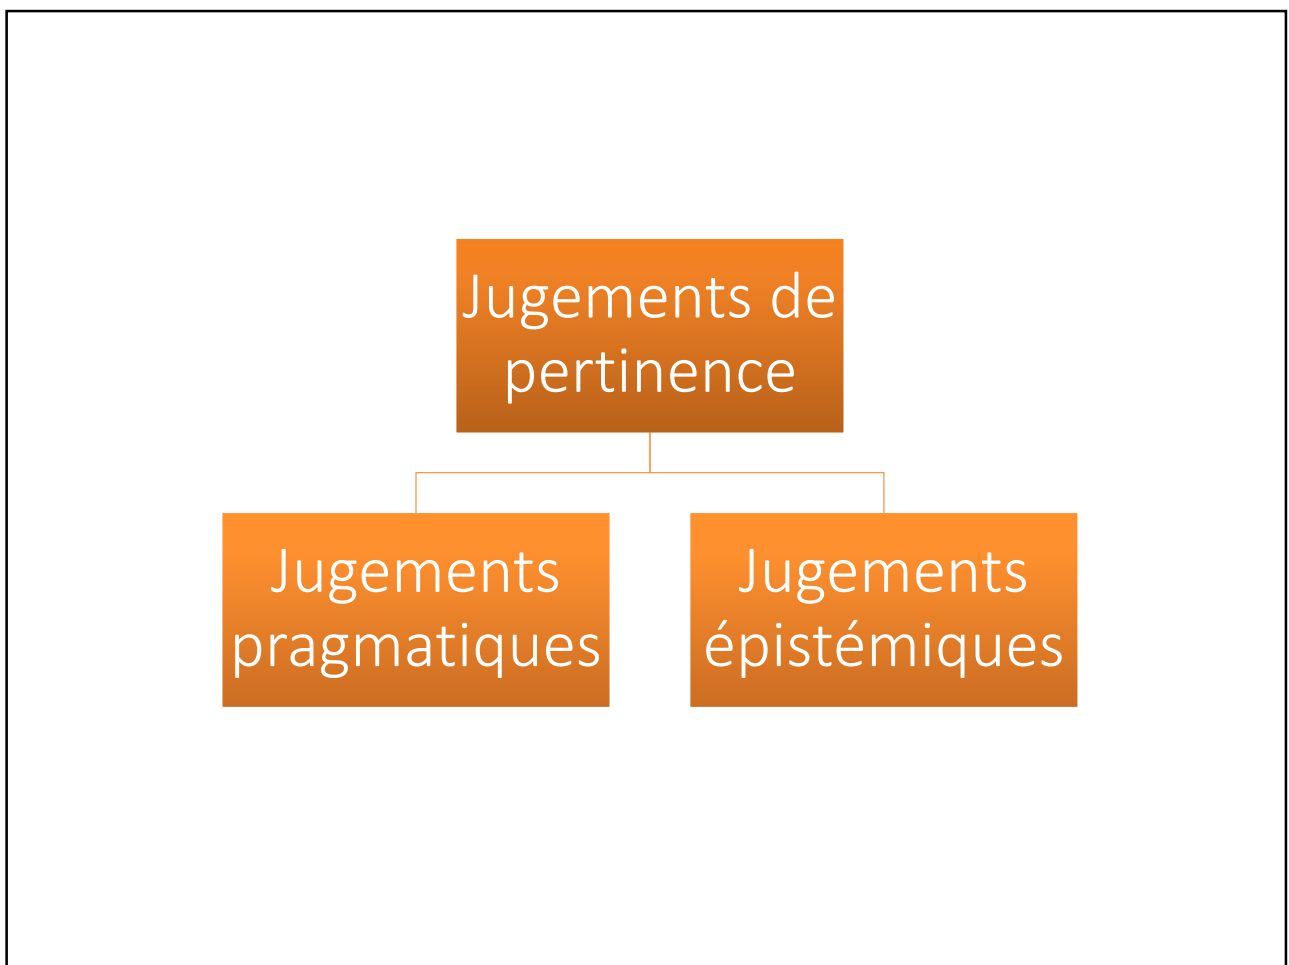 Jugements de
pertinence
Jugements
pragmatiques
Jugements
épistémiques